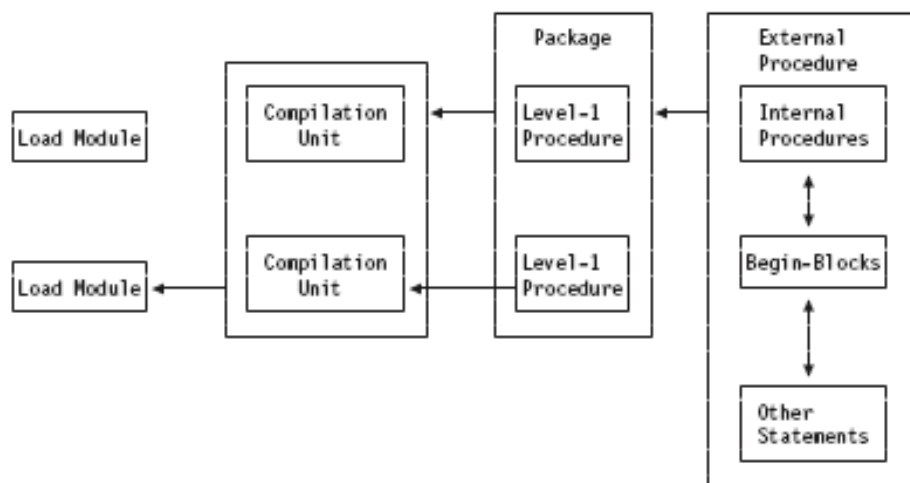 Package
External
Procedure
Load Module
Compilation
Unit
Level-1
Procedure
Internal
Procedures
Load Module
Compilation
Unit
Level-1
Procedure
Begin-Blocks
Other
Statements